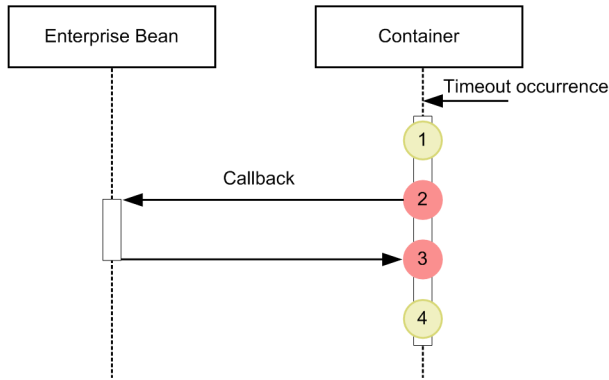 Enterprise Bean
Container
Timeout occurrence
1
Callback
2
3
4